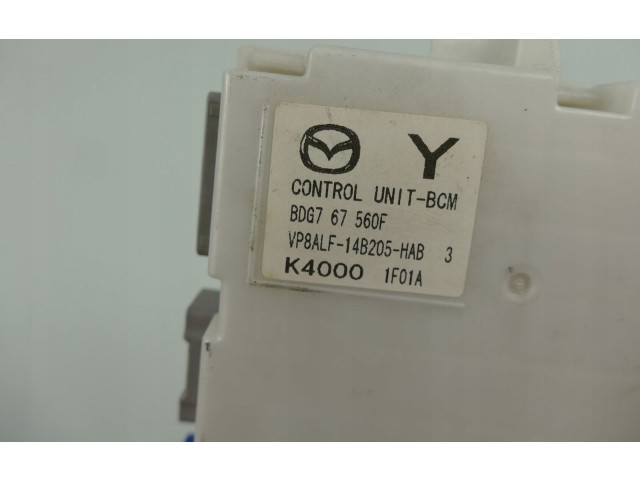 Y
CONTROL UNIT-BCM
BDG7 67 560F
VP8ALF-14B205-HAB 3
K4000 1F01A